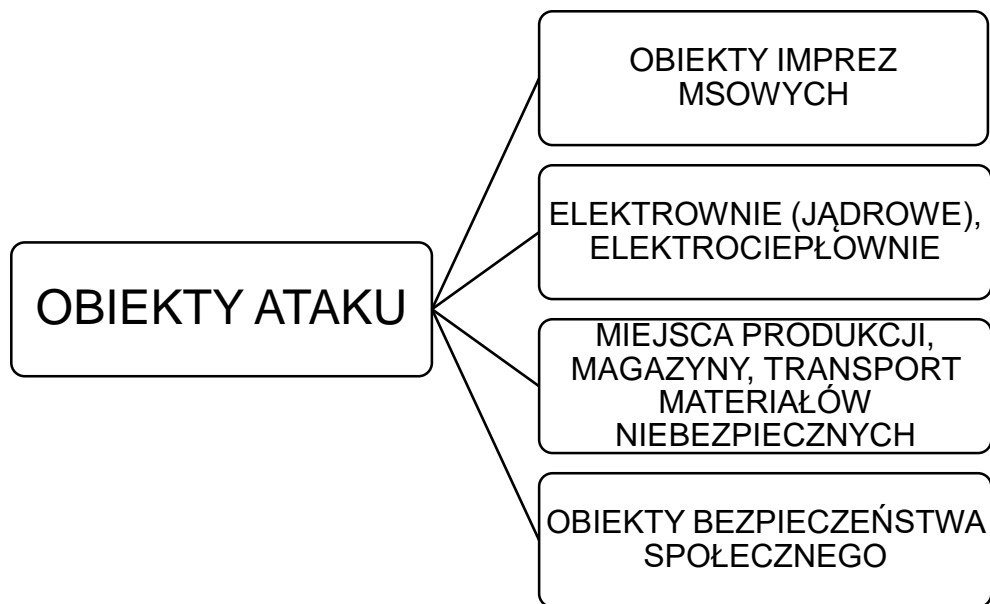 OBIEKTY ATAKU
OBIEKTY IMPREZ
MSOWYCH
ELEKTROWNIE (JĄDROWE),
ELEKTROCIEPŁOWNIE
MIEJSCA PRODUKCJI,
MAGAZYNY, TRANSPORT
MATERIAŁÓW
NIEBEZPIECZNYCH
OBIEKTY BEZPIECZEŃSTWA
SPOŁECZNEGO